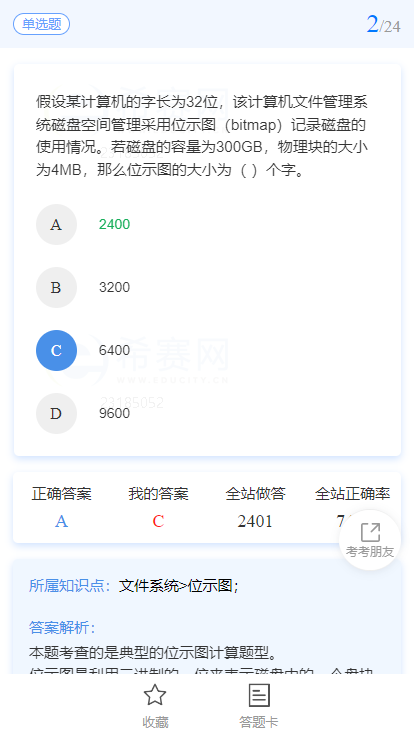 单选题
2/24
假设某计算机的字长为32位，该计算机文件管理系
统磁盘空间管理采用位示图（bitmap）记录磁盘的
使用情况。若磁盘的容量为300GB，物理块的大小
为4MB，那么位示图的大小为（ ）个字。
A 2400
B 3200
C 6400
D 9600
希赛网
23185052
正确答案 我的答案 全站做答 全站正确率
A C 2401
考考朋友
所属知识点：文件系统>位示图；
答案解析：
本题考查的是典型的位示图计算题型。
位示图是利用二进制的一位来表示磁盘中的一个盘块
收藏 答题卡